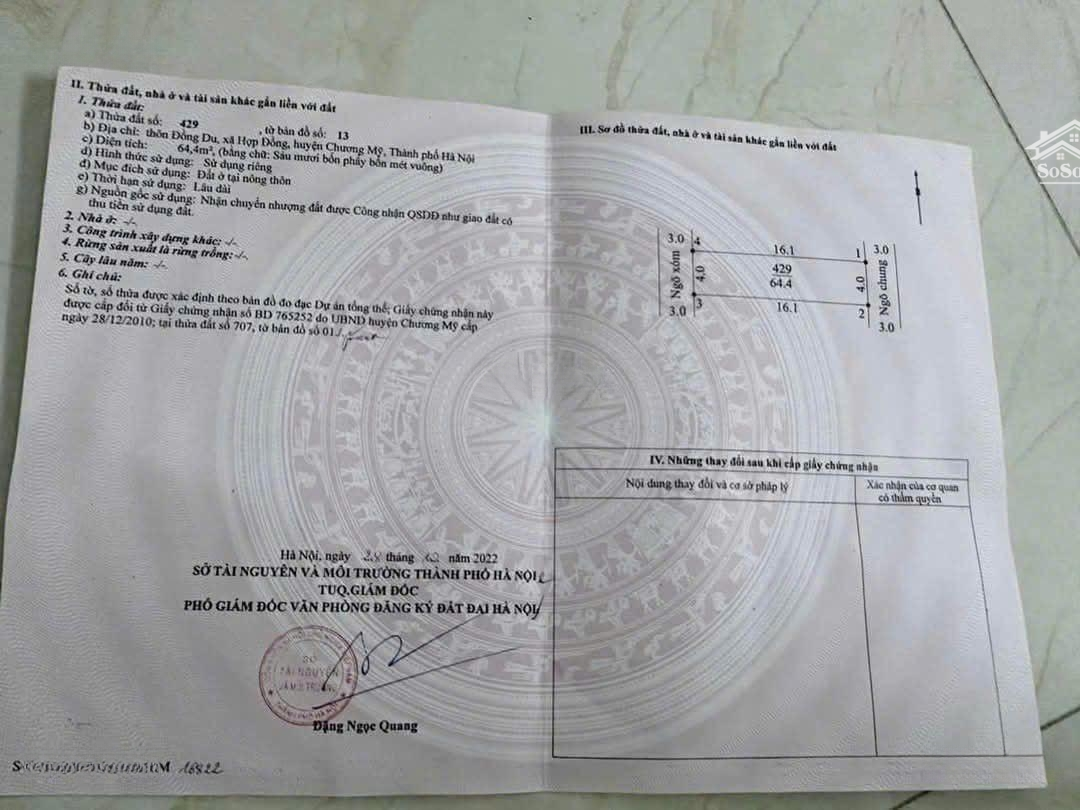 II. Thửa đất, nhà ở và tài sản khác gắn liền với đất
1. Thửa đất:
a) Thửa đất số: 429 , tờ bản đồ số: 13
b) Địa chỉ: thôn Đồng Du, xã Hợp Đồng, huyện Chương Mỹ, Thành phố Hà Nội
c) Diện tích: 64,4m², (bằng chữ: Sáu mươi bốn phẩy bốn mét vuông)
d) Hình thức sử dụng: Sử dụng riêng
đ) Mục đích sử dụng: Đất ở tại nông thôn
e) Thời hạn sử dụng: Lâu dài
g) Nguồn gốc sử dụng: Nhận chuyển nhượng đất được Công nhận QSDĐ như giao đất có
thu tiền sử dụng đất.
2. Nhà ở: -/-
3. Công trình xây dựng khác: -/-
4. Rừng sản xuất là rừng trồng: -/-
5. Cây lâu năm: -/-
6. Ghi chú:
Số tờ, số thửa được xác định theo bản đồ đo đạc Dự án tổng thể; Giấy chứng nhận này
được cấp đổi từ Giấy chứng nhận số BD 765252 do UBND huyện Chương Mỹ cấp
ngày 28/12/2010; tại thửa đất số 707, tờ bản đồ số 01
Hà Nội, ngày tháng 02 năm 2022
SỞ TÀI NGUYÊN VÀ MÔI TRƯỜNG THÀNH PHỐ HÀ NỘI
TUQ.GIÁM ĐỐC
PHÓ GIÁM ĐỐC VĂN PHÒNG ĐĂNG KÝ ĐẤT ĐAI HÀ NỘI
SỞ
TÀI NGUYÊN
VÀ MÔI TRƯỜNG
THÀNH PHỐ HÀ NỘI
Đặng Ngọc Quang
16822
III. Sơ đồ thửa đất, nhà ở và tài sản khác gắn liền với đất
3.0 4 16.1 1 3.0
Ngõ xóm 4.0 429 4.0 Ngõ chung
64.4
3.0 3 16.1 2 3.0
IV. Những thay đổi sau khi cấp giấy chứng nhận
Nội dung thay đổi và cơ sở pháp lý
Xác nhận của cơ quan
có thẩm quyền